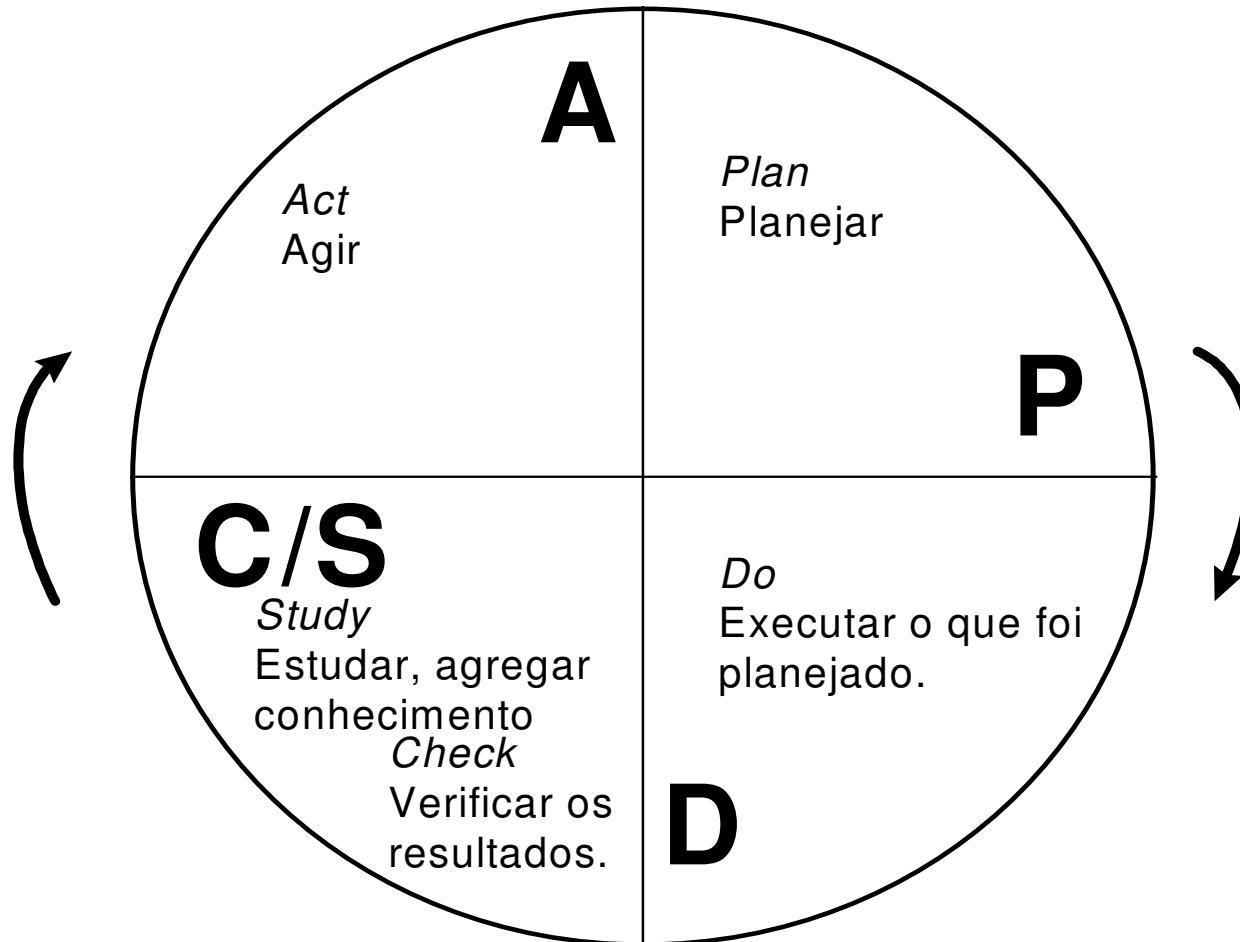 A
Act
Agir
Plan
Planejar
P
C/S
Study
Estudar, agregar
conhecimento
Check
Verificar os
resultados.
Do
Executar o que foi
planejado.
D